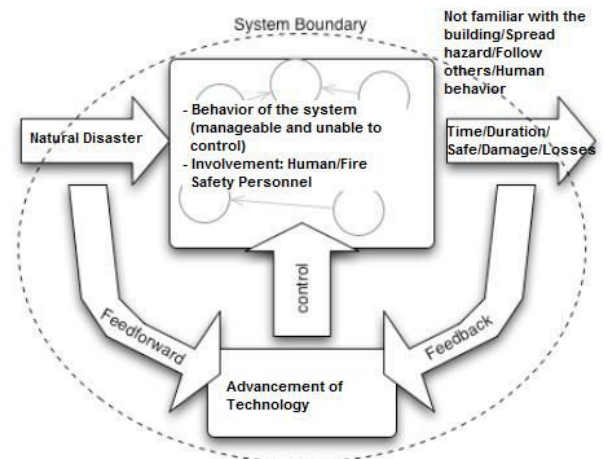 System Boundary
Not familiar with the
building/Spread
hazard/Follow
others/Human
behavior
Natural Disaster
- Behavior of the system
(manageable and unable to
control)
- Involvement: Human/Fire
Safety Personnel
Time/Duration/
Safe/Damage/Losses
Feedforward
control
Feedback
Advancement of
Technology